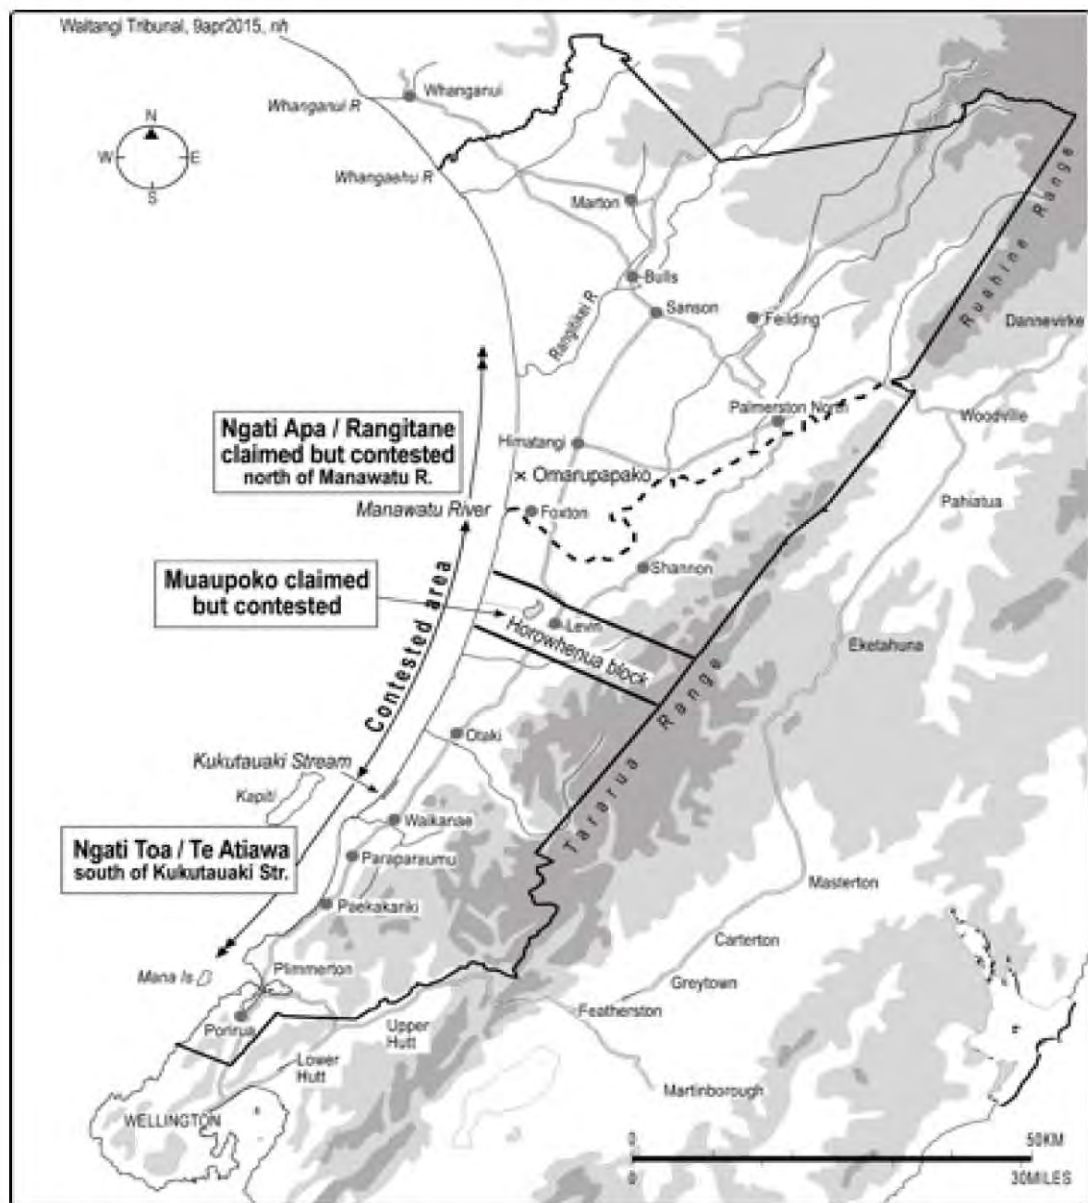 Waitangi Tribunal, 9apr2015, nh
Whanganui
Whanganui R
N
W
E
S
Whangaehu R
Marton
Ruahine Range
Bulls
Sanson
Rangitikei R
Feilding
Dannevirke
Palmerston North
Woodville
Ngati Apa / Rangitane
claimed but contested
north of Manawatu R.
Himatangi
× Omarupapako
Manawatu River
Foxton
Pahiatua
Muaupoko claimed
but contested
Shannon
Contested area
Levin
Horowhenua block
Eketahuna
Otaki
Tararua Range
Kukutauaki Stream
Kapiti
Waikanae
Ngati Toa / Te Atiawa
south of Kukutauaki Str.
Paraparaumu
Masterton
Paekakariki
Carterton
Mana Is
Plimmerton
Greytown
Featherston
Porirua
Upper
Hutt
Lower
Hutt
Martinborough
WELLINGTON
0
50KM
0
30MILES